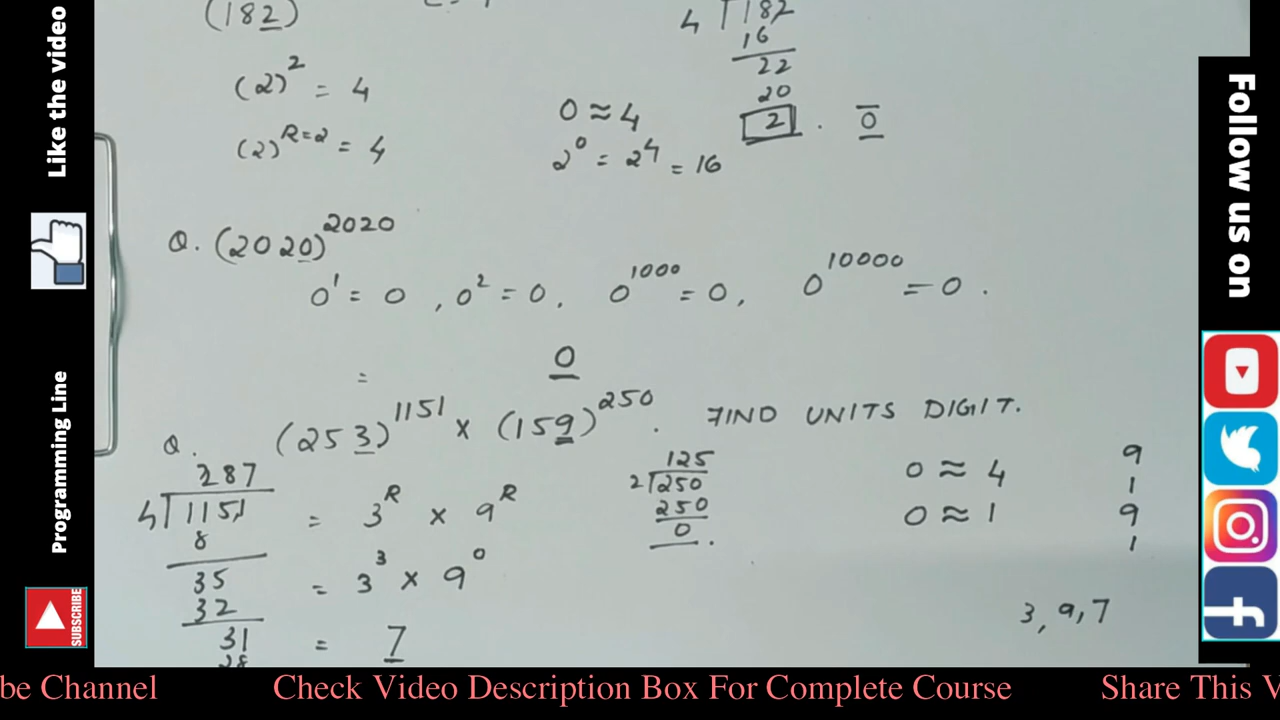 (182)
4 182
16
22
20
2 . 0
(2)² = 4
(2)^R=2 = 4
0 ≈ 4
2⁰ = 2⁴ = 16
Q. (2020)^2020
0¹ = 0 , 0² = 0, 0^1000 = 0, 0^10000 = 0 .
= 0
Q. (253)^1151 × (159)^250 . FIND UNITS DIGIT.
287
4 1151
8
35
32
31
28
= 3^R × 9^R
= 3³ × 9⁰
= 7
125
2 250
250
0 .
0 ≈ 4
0 ≈ 1
9
1
9
1
3, 9, 7
Like the video
Programming Line
SUBSCRIBE
Follow us on
be Channel Check Video Description Box For Complete Course Share This V